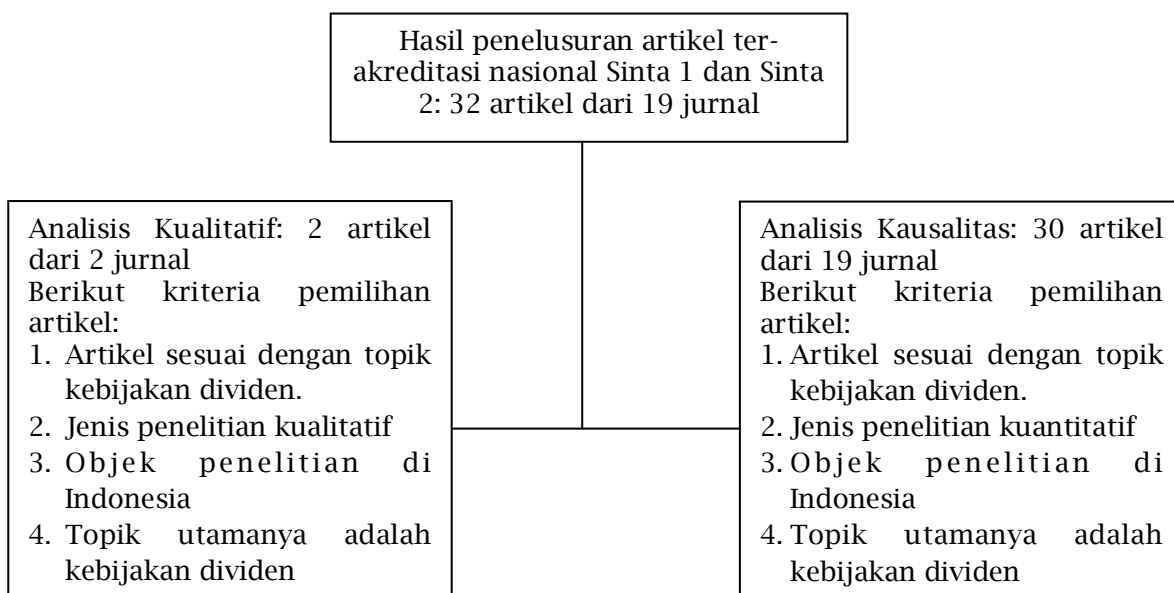 Hasil penelusuran artikel ter-
akreditasi nasional Sinta 1 dan Sinta
2: 32 artikel dari 19 jurnal
Analisis Kualitatif: 2 artikel
dari 2 jurnal
Berikut kriteria pemilihan
artikel:
1. Artikel sesuai dengan topik
kebijakan dividen.
2. Jenis penelitian kualitatif
3. Objek penelitian di
Indonesia
4. Topik utamanya adalah
kebijakan dividen
Analisis Kausalitas: 30 artikel
dari 19 jurnal
Berikut kriteria pemilihan
artikel:
1. Artikel sesuai dengan topik
kebijakan dividen.
2. Jenis penelitian kuantitatif
3. Objek penelitian di
Indonesia
4. Topik utamanya adalah
kebijakan dividen